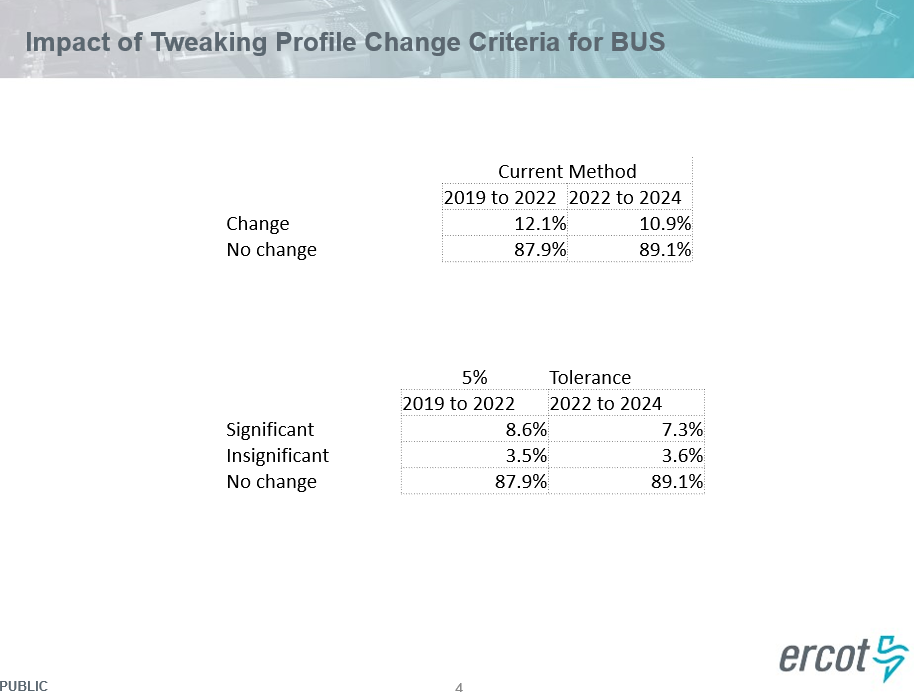 Impact of Tweaking Profile Change Criteria for BUS
Current Method
2019 to 2022 2022 to 2024
Change 12.1% 10.9%
No change 87.9% 89.1%
5% Tolerance
2019 to 2022 2022 to 2024
Significant 8.6% 7.3%
Insignificant 3.5% 3.6%
No change 87.9% 89.1%
ercot
PUBLIC
4